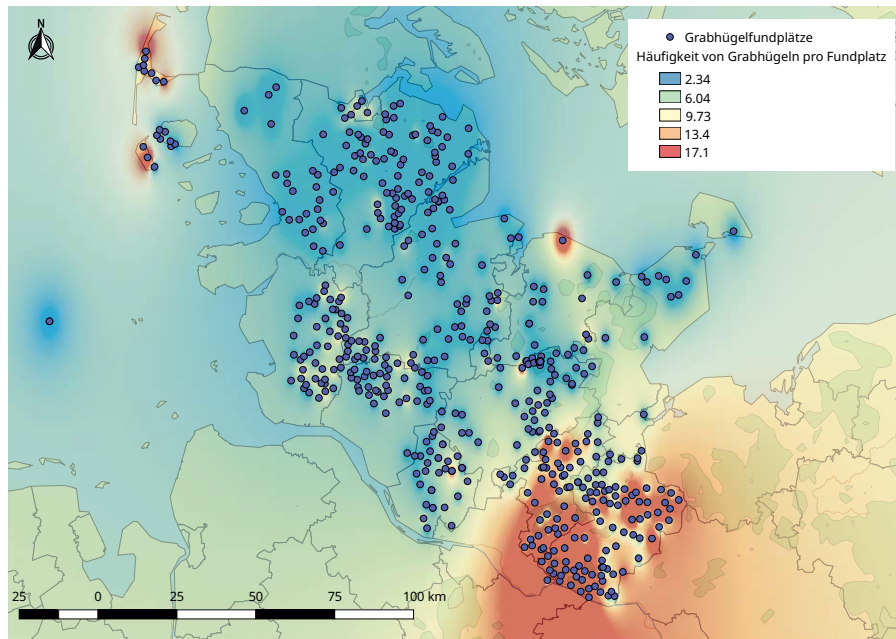 N
Grabhügelfundplätze
Häufigkeit von Grabhügeln pro Fundplatz
2.34
6.04
9.73
13.4
17.1
25 0 25 50 75 100 km